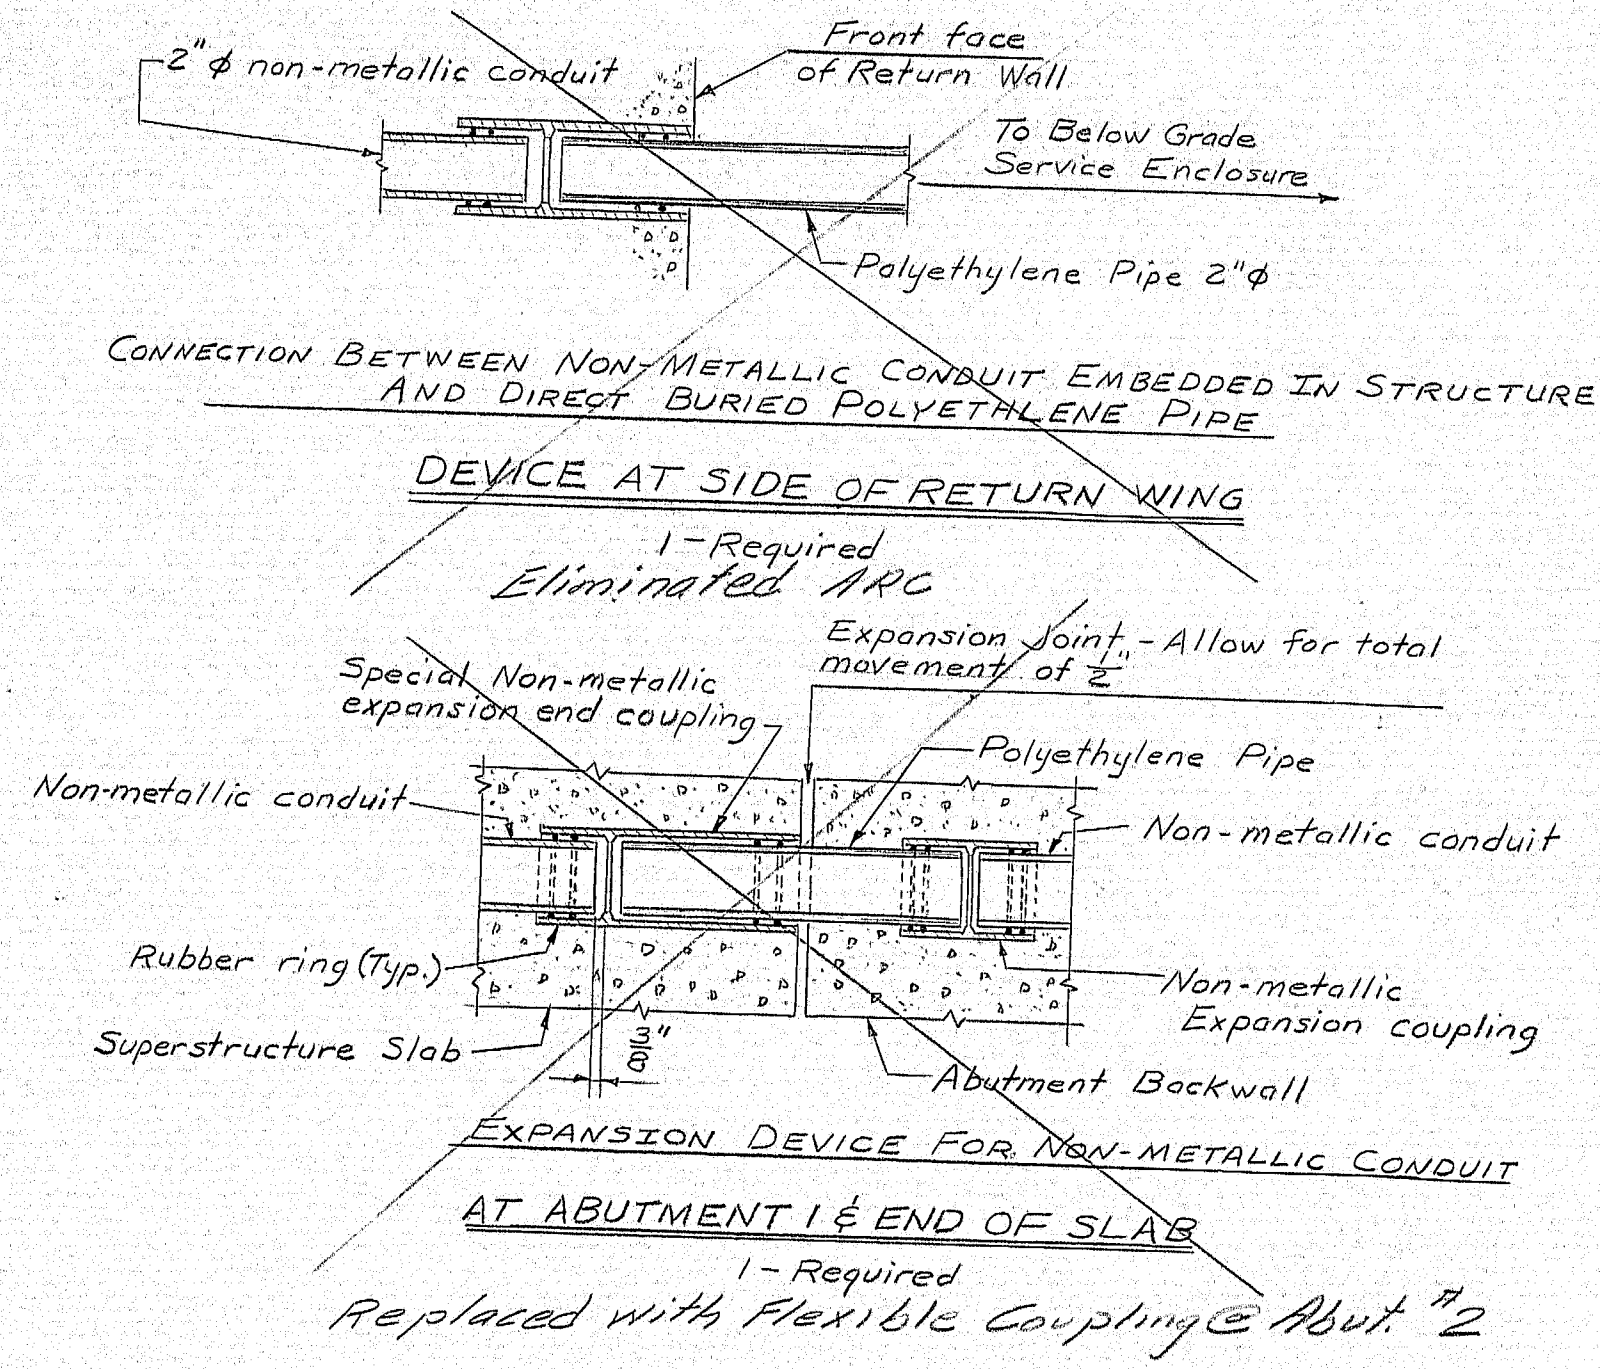 2" ϕ non-metallic conduit
Front face
of Return Wall
To Below Grade
Service Enclosure
Polyethylene Pipe 2"ϕ
CONNECTION BETWEEN NON-METALLIC CONDUIT EMBEDDED IN STRUCTURE
AND DIRECT BURIED POLYETHLENE PIPE
DEVICE AT SIDE OF RETURN WING
1-Required
Eliminated ARC
Expansion Joint - Allow for total
movement of 1/2"
Special Non-metallic
expansion end coupling
Polyethylene Pipe
Non-metallic conduit
Non-metallic conduit
Rubber ring (Typ.)
Non-metallic
Expansion coupling
Superstructure Slab
3/8"
Abutment Backwall
EXPANSION DEVICE FOR NON-METALLIC CONDUIT
AT ABUTMENT 1 & END OF SLAB
1-Required
Replaced with Flexible Coupling @ Abut. #2